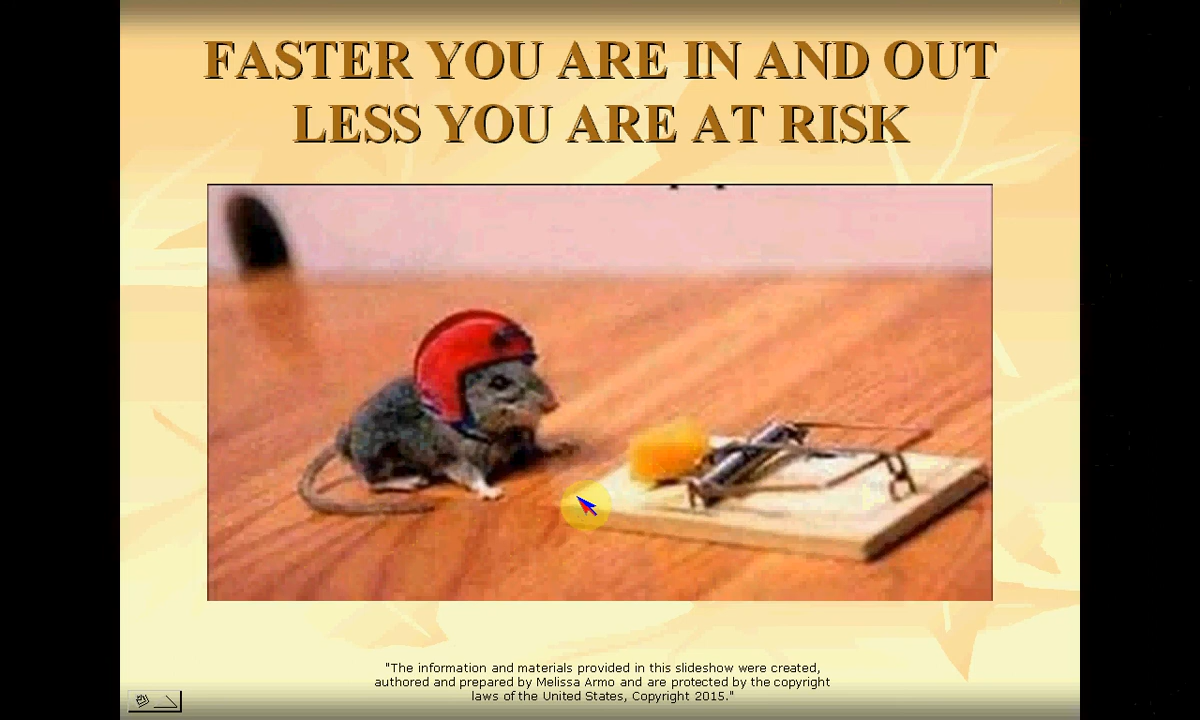 FASTER YOU ARE IN AND OUT
LESS YOU ARE AT RISK
"The information and materials provided in this slideshow were created,
authored and prepared by Melissa Armo and are protected by the copyright
laws of the United States, Copyright 2015."